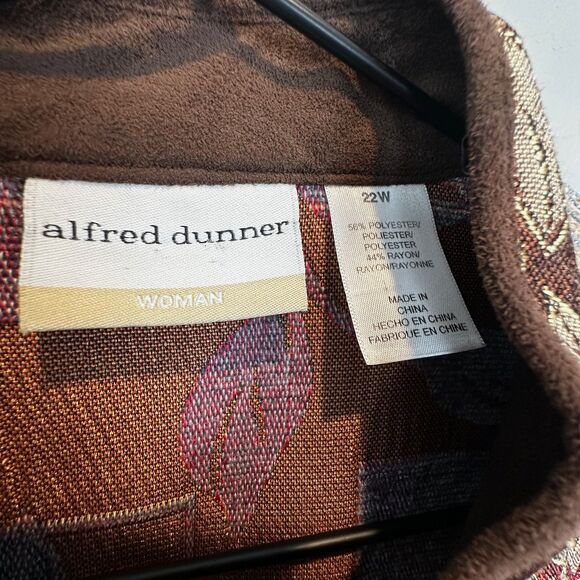 alfred dunner
WOMAN
22W
56% POLYESTER/
POLIESTER/
POLYESTER
44% RAYON/
RAYON/RAYONNE
MADE IN
CHINA
HECHO EN CHINA
FABRIQUE EN CHINE